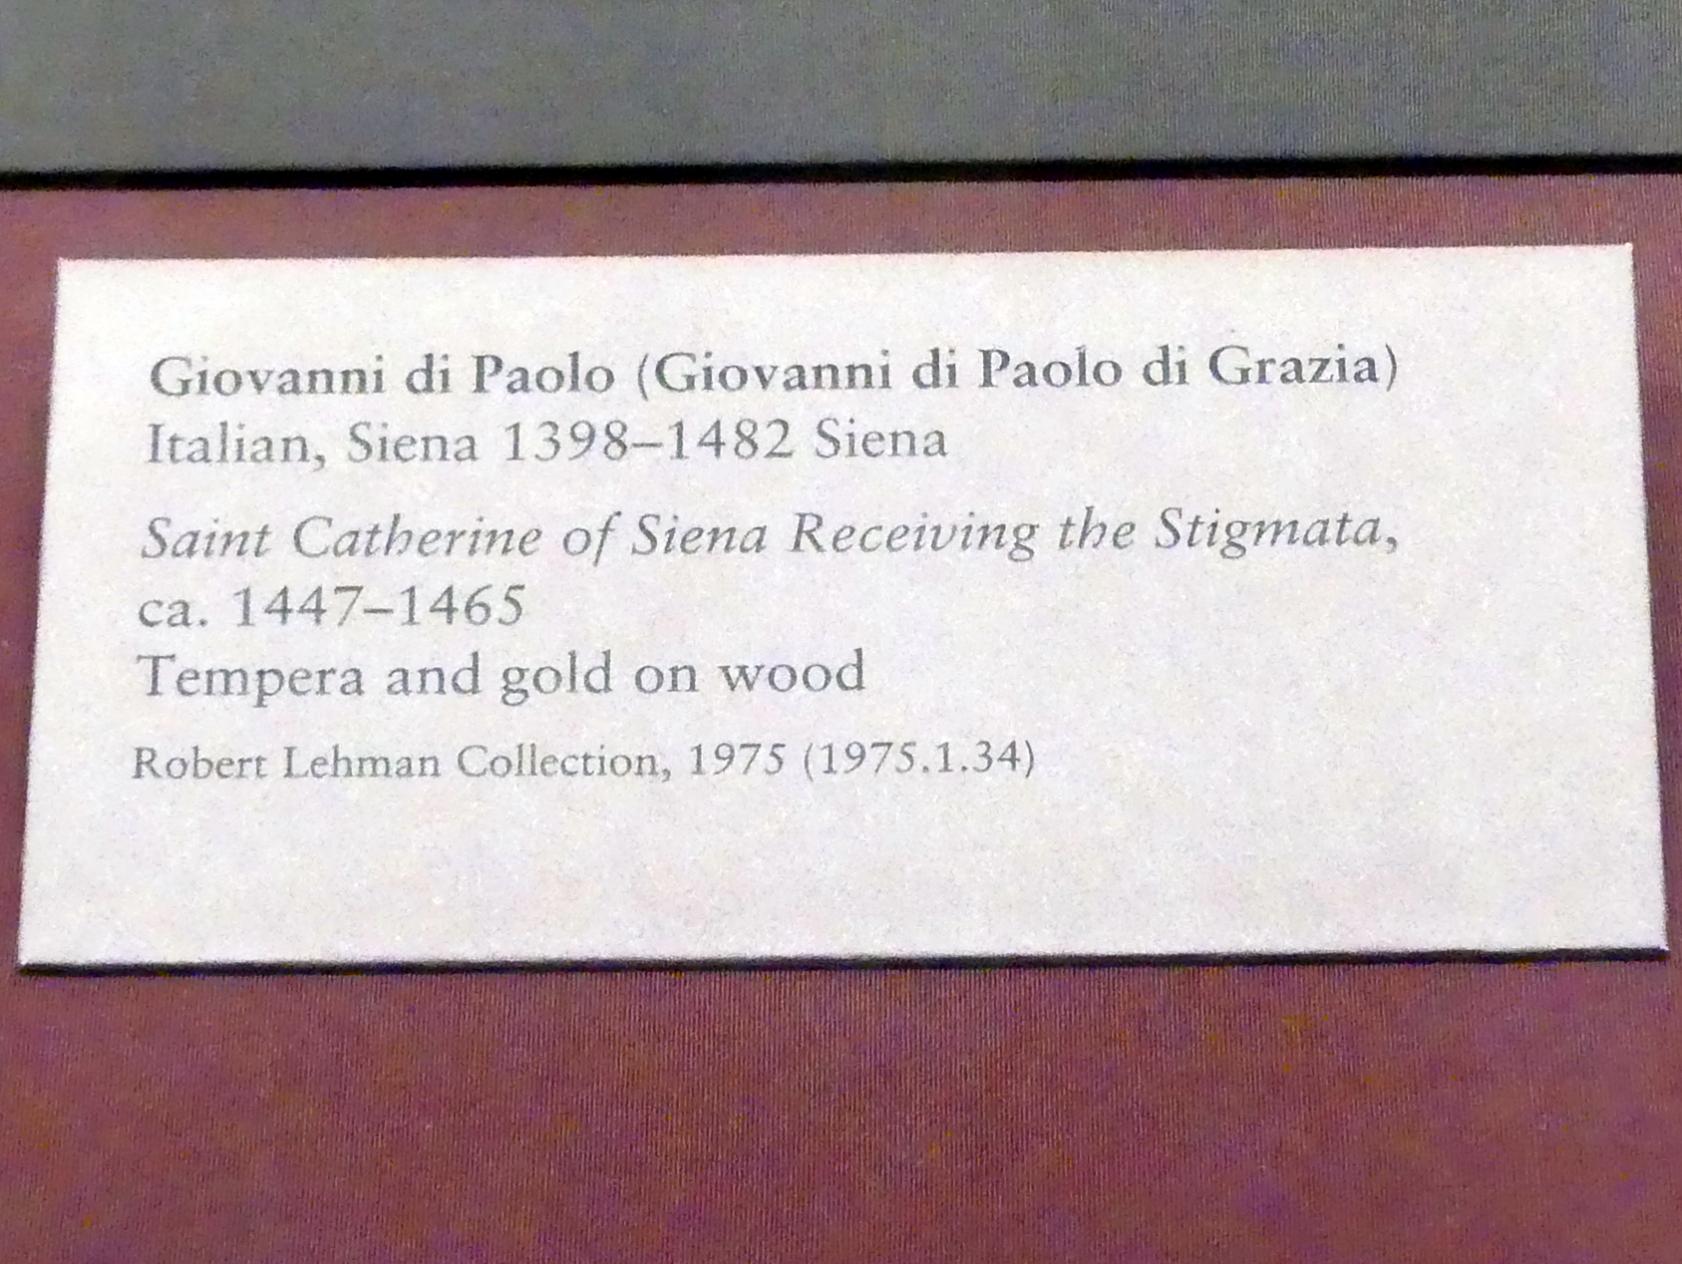 Giovanni di Paolo (Giovanni di Paolo di Grazia)
Italian, Siena 1398–1482 Siena
Saint Catherine of Siena Receiving the Stigmata,
ca. 1447–1465
Tempera and gold on wood
Robert Lehman Collection, 1975 (1975.1.34)